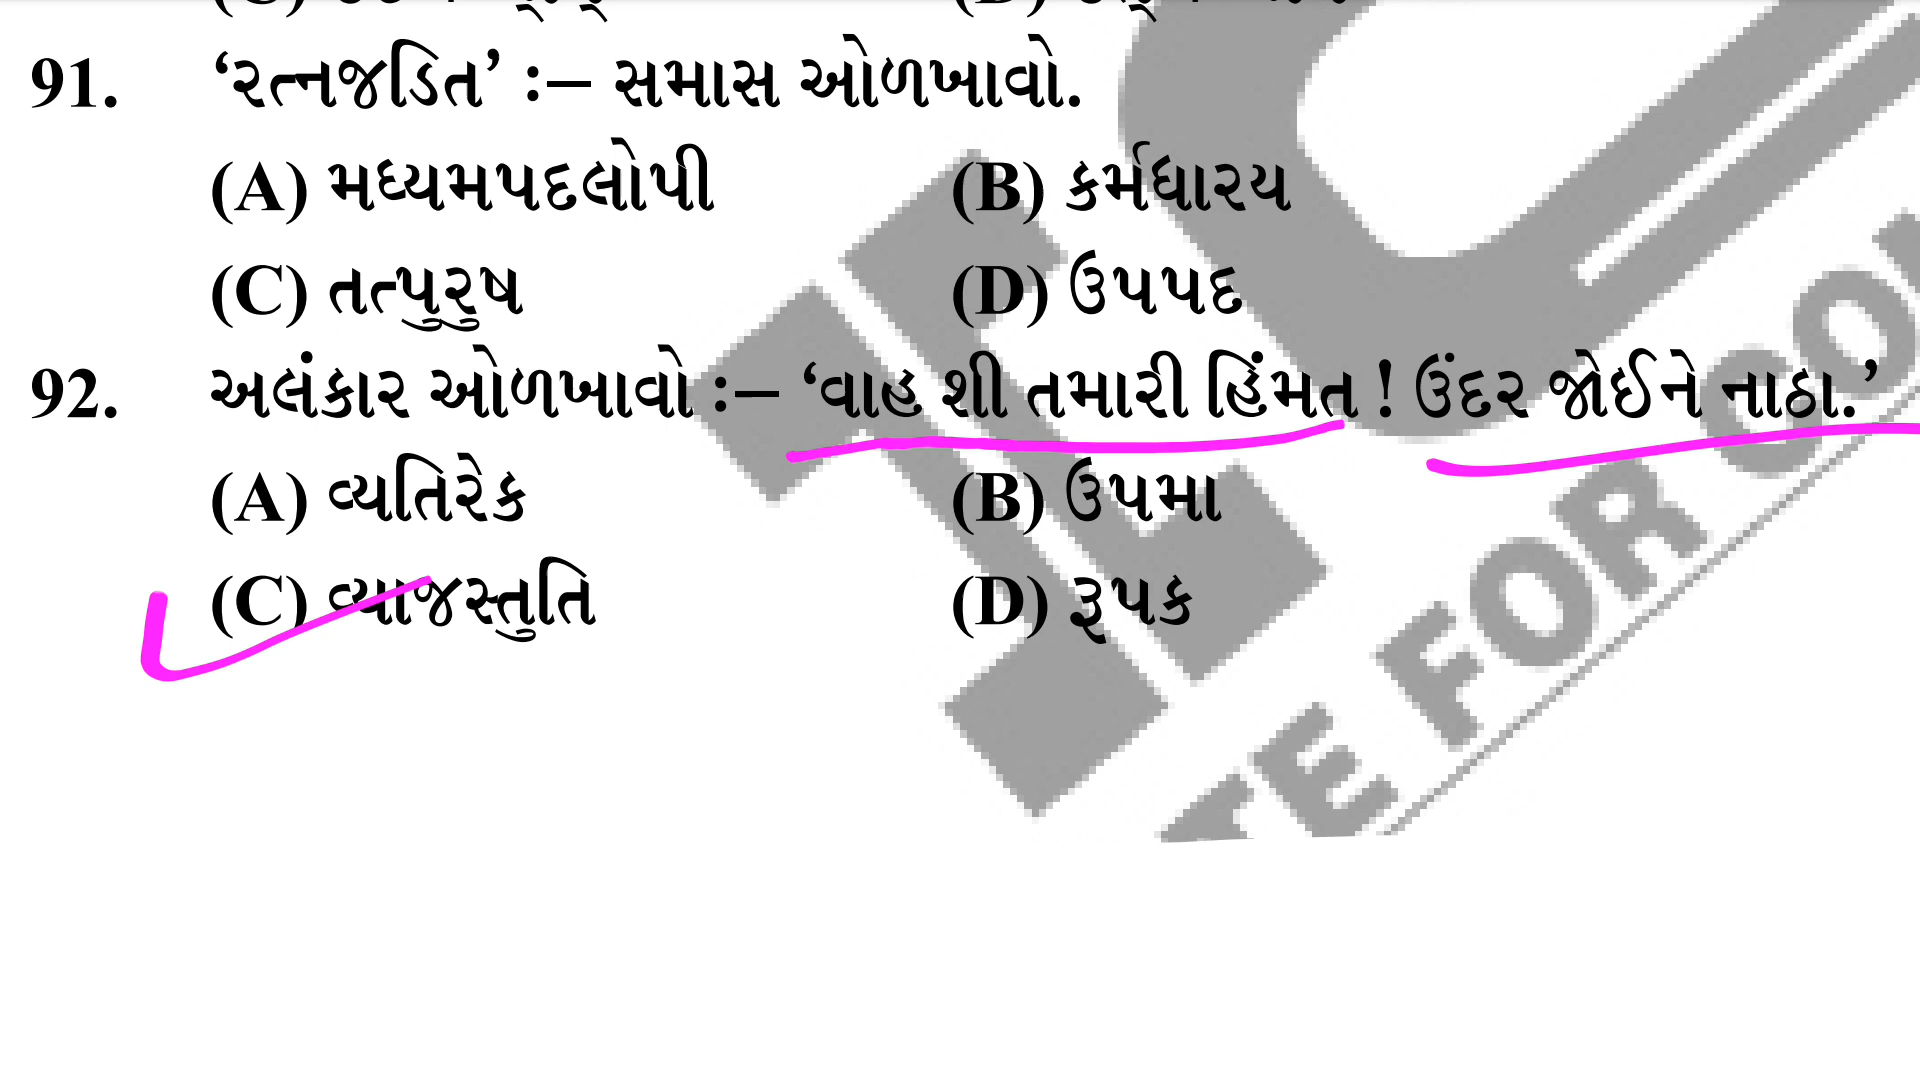 91. ‘રત્નજડિત’ :– સમાસ ઓળખાવો.
(A) મધ્યમપદલોપી (B) કર્મધારય
(C) તત્પુરુષ (D) ઉપપદ
92. અલંકાર ઓળખાવો :– ‘વાહ શી તમારી હિંમત ! ઉંદર જોઈને નાઠા.’
(A) વ્યતિરેક (B) ઉપમા
(C) વ્યાજસ્તુતિ (D) રૂપક
FOR